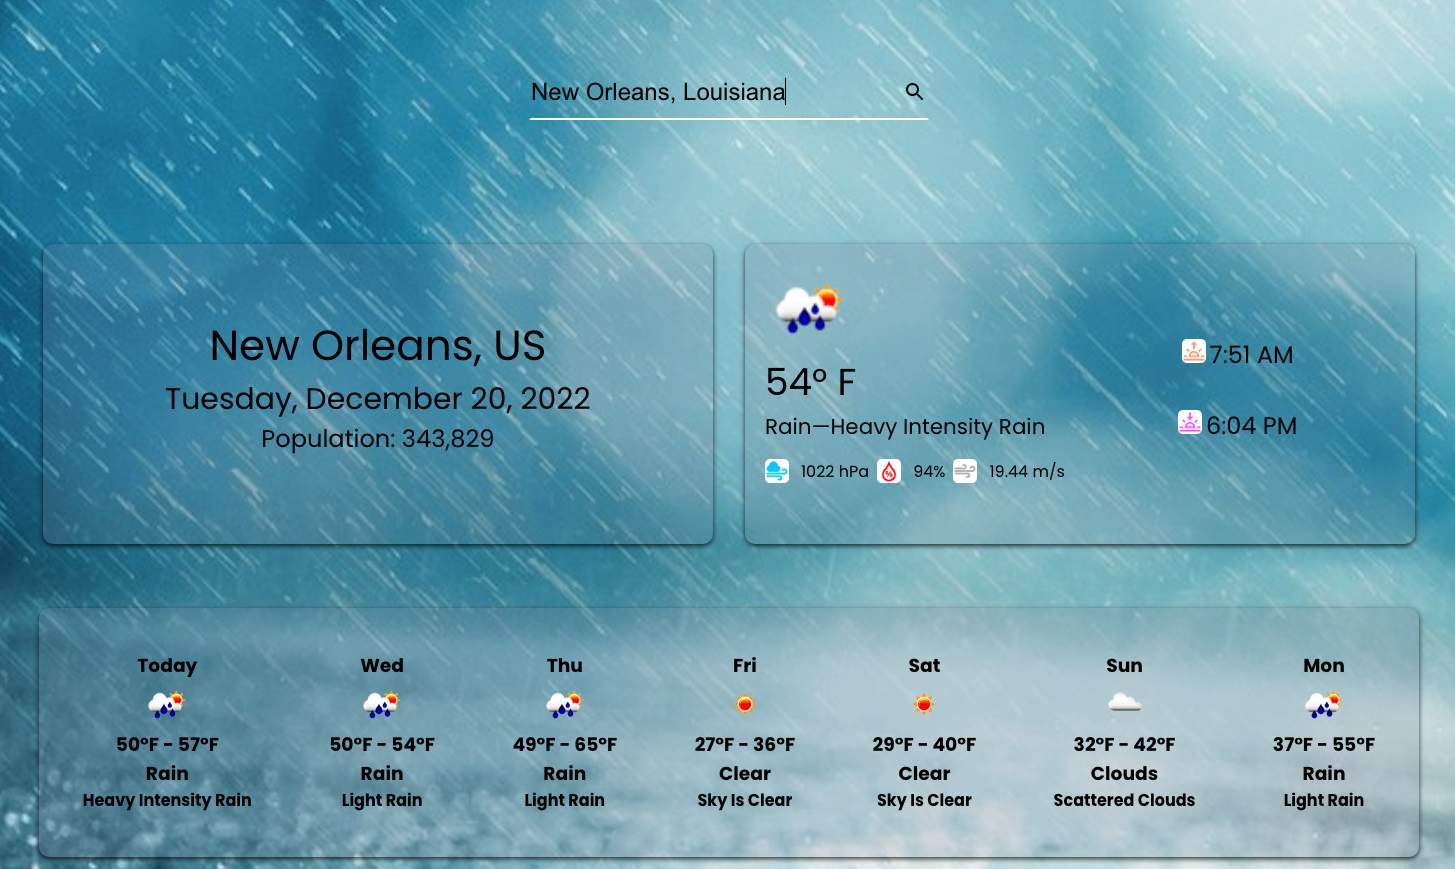 New Orleans, Louisiana
New Orleans, US
Tuesday, December 20, 2022
Population: 343,829
54° F
Rain—Heavy Intensity Rain
1022 hPa 94% 19.44 m/s
7:51 AM
6:04 PM
Today
50°F - 57°F
Rain
Heavy Intensity Rain
Wed
50°F - 54°F
Rain
Light Rain
Thu
49°F - 65°F
Rain
Light Rain
Fri
27°F - 36°F
Clear
Sky Is Clear
Sat
29°F - 40°F
Clear
Sky Is Clear
Sun
32°F - 42°F
Clouds
Scattered Clouds
Mon
37°F - 55°F
Rain
Light Rain